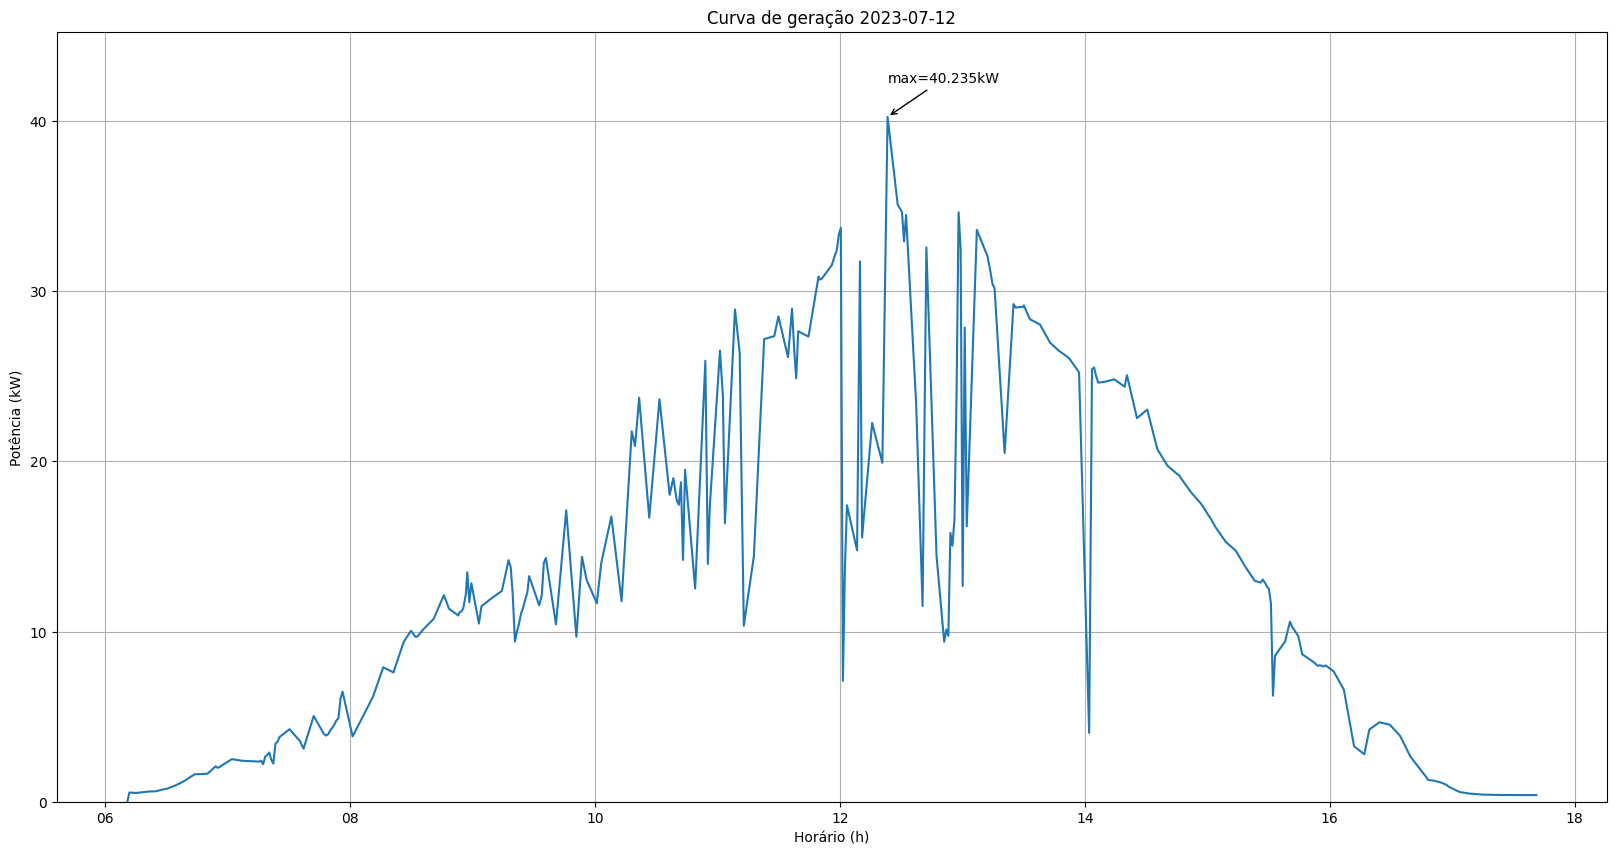 Curva de geração 2023-07-12
max=40.235kW
Potência (kW)
40
30
20
10
0
06 08 10 12 14 16 18
Horário (h)